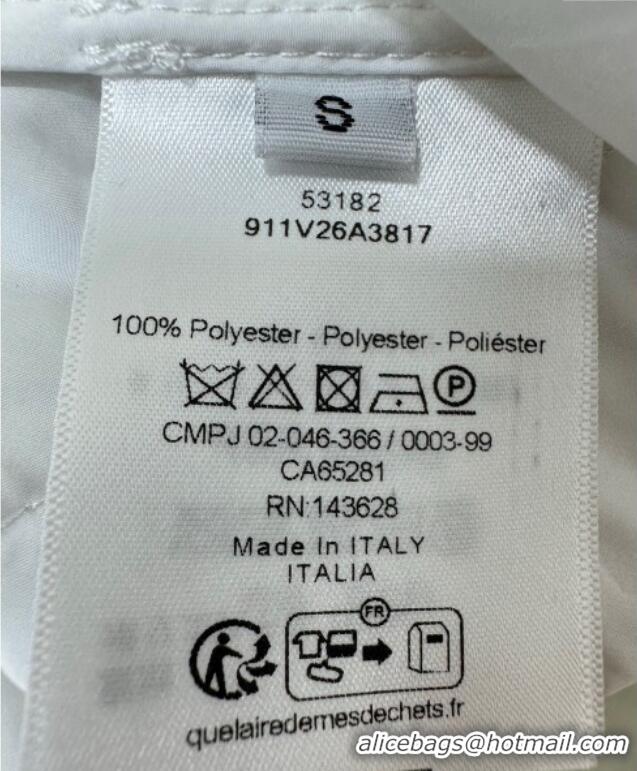 S
53182
911V26A3817
100% Polyester - Polyester - Poliéster
P
CMPJ 02-046-366 / 0003-99
CA65281
RN:143628
Made In ITALY
ITALIA
FR
quelairedemesdechets.fr
alicebags@hotmail.com